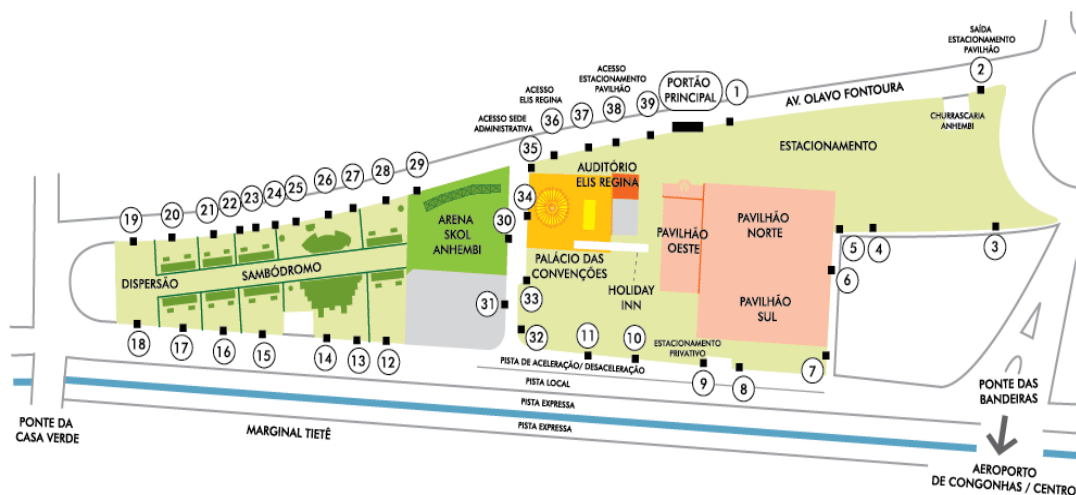 SAÍDA
ESTACIONAMENTO
PAVILHÃO
2
ACESSO
ESTACIONAMENTO
PAVILHÃO
PORTÃO
PRINCIPAL
1
AV. OLAVO FONTOURA
ACESSO
ELIS REGINA
36
37
38
39
CHURRASCARIA
ANHEMBI
ACESSO SEDE
ADMINISTRATIVA
35
ESTACIONAMENTO
AUDITÓRIO
ELIS REGINA
29
28
27
26
25
24
23
22
21
20
19
34
30
ARENA
SKOL
ANHEMBI
PAVILHÃO
OESTE
PAVILHÃO
NORTE
5
4
3
6
PALÁCIO DAS
CONVENÇÕES
SAMBÓDROMO
DISPERSÃO
HOLIDAY
INN
PAVILHÃO
SUL
33
31
32
18
17
16
15
14
13
12
11
10
ESTACIONAMENTO
PRIVATIVO
9
8
7
PISTA DE ACELERAÇÃO/ DESACELERAÇÃO
PISTA LOCAL
PISTA EXPRESSA
PISTA EXPRESSA
PONTE DA
CASA VERDE
MARGINAL TIETÊ
PONTE DAS
BANDEIRAS
AEROPORTO
DE CONGONHAS / CENTRO